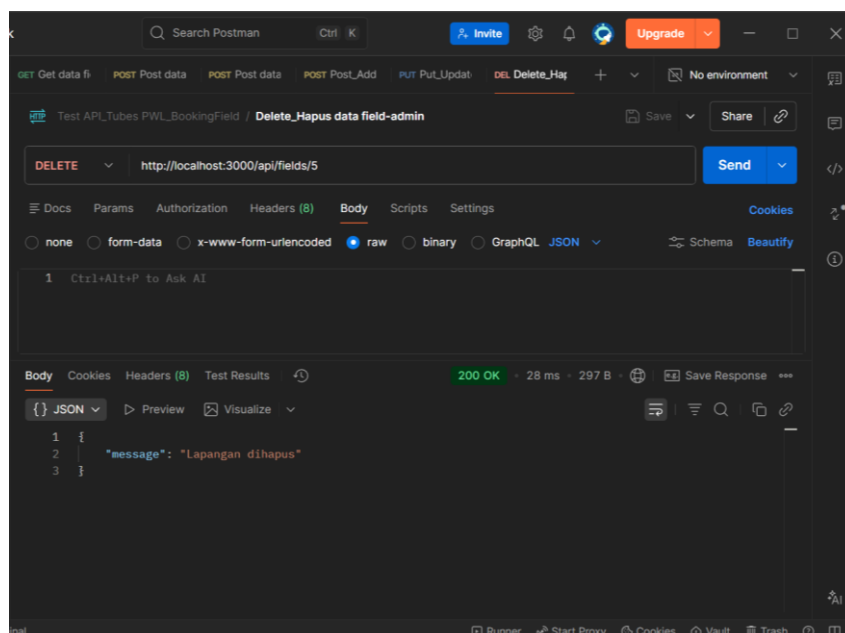 Search Postman Ctrl K Invite Upgrade
GET Get data fi POST Post data POST Post data POST Post_Add PUT Put_Updat DEL Delete_Hap No environment
HTTP Test API_Tubes PWL_BookingField / Delete_Hapus data field-admin Save Share
DELETE http://localhost:3000/api/fields/5 Send
Docs Params Authorization Headers (8) Body Scripts Settings Cookies
none form-data x-www-form-urlencoded raw binary GraphQL JSON Schema Beautify
1 Ctrl+Alt+P to Ask AI
Body Cookies Headers (8) Test Results 200 OK • 28 ms • 297 B • Save Response
{} JSON Preview Visualize
1 {
2 "message": "Lapangan dihapus"
3 }
AI
Runner Start Proxy Cookies Vault Trash